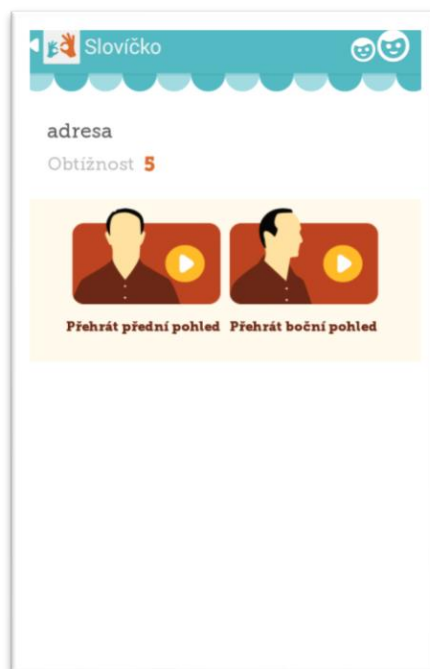 Slovíčko
adresa
Obtížnost 5
Přehrát přední pohled Přehrát boční pohled